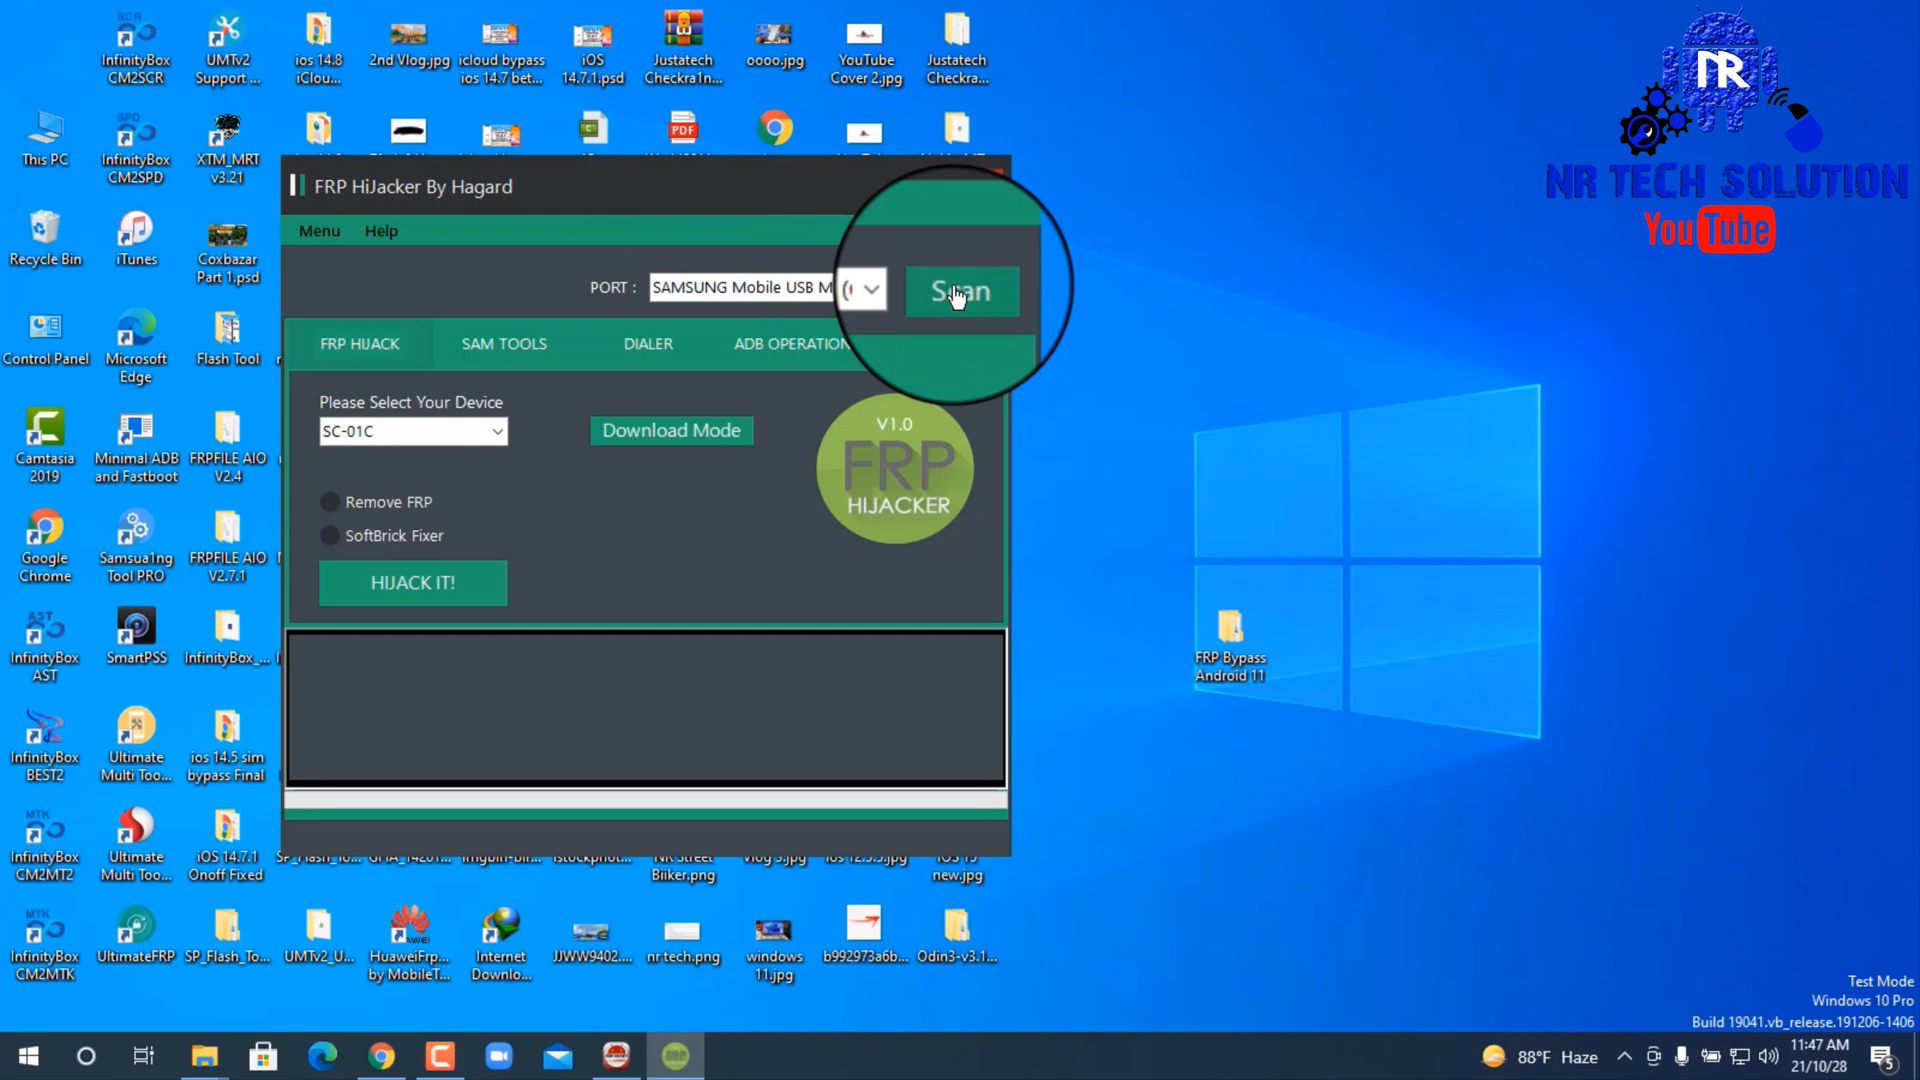 InfinityBox
CM2SCR
UMTv2
Support ...
ios 14.8
iClou...
2nd Vlog.jpg
icloud bypass
ios 14.7 bet...
iOS
14.7.1.psd
Justatech
Checkra1n...
oooo.jpg
YouTube
Cover 2.jpg
Justatech
Checkra...
NR
NR TECH SOLUTION
YouTube
This PC
InfinityBox
CM2SPD
XTM_MRT
v3.21
PDF
FRP HiJacker By Hagard
Menu
Help
PORT :
SAMSUNG Mobile USB M
Scan
FRP HIJACK
SAM TOOLS
DIALER
ADB OPERATION
Please Select Your Device
SC-01C
Download Mode
V1.0
FRP
HIJACKER
Remove FRP
SoftBrick Fixer
HIJACK IT!
Recycle Bin
iTunes
Coxbazar
Part 1.psd
Control Panel
Microsoft
Edge
Flash Tool
Camtasia
2019
Minimal ADB
and Fastboot
FRPFILE AIO
V2.4
Google
Chrome
Samsua1ng
Tool PRO
FRPFILE AIO
V2.7.1
InfinityBox
AST
SmartPSS
InfinityBox_...
FRP Bypass
Android 11
InfinityBox
BEST2
Ultimate
Multi Too...
ios 14.5 sim
bypass Final
InfinityBox
CM2MT2
Ultimate
Multi Too...
iOS 14.7.1
Onoff Fixed
Biiker.png
new.jpg
InfinityBox
CM2MTK
UltimateFRP
SP_Flash_To...
UMTv2_U...
HuaweiFrp...
by MobileT...
Internet
Downlo...
JJWW9402....
nr tech.png
windows
11.jpg
b992973a6b...
Odin3-v3.1...
Test Mode
Windows 10 Pro
Build 19041.vb_release.191206-1406
88°F Haze
11:47 AM
21/10/28
5